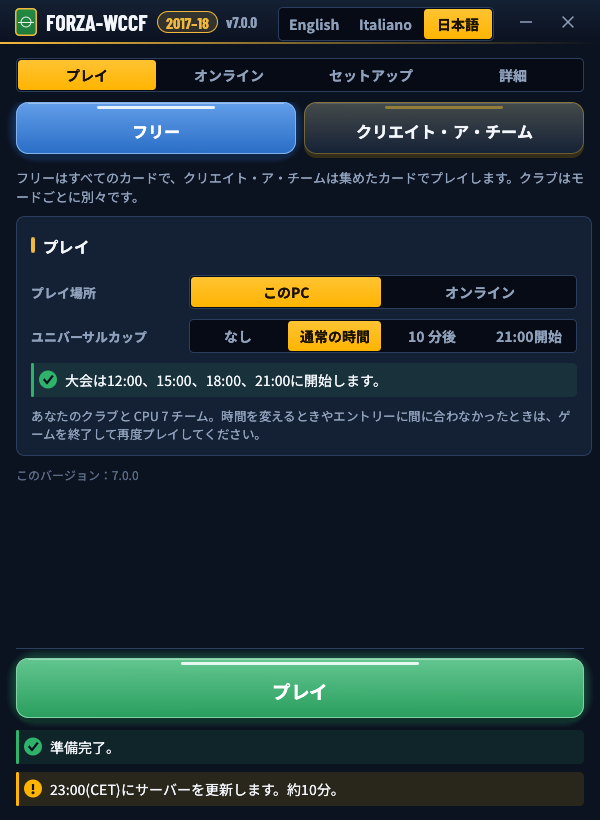 FORZA-WCCF 2017-18 v7.0.0 English Italiano 日本語
プレイ オンライン セットアップ 詳細
フリー クリエイト・ア・チーム
フリーはすべてのカードで、クリエイト・ア・チームは集めたカードでプレイします。クラブはモ
ードごとに別々です。
プレイ
プレイ場所 このPC オンライン
ユニバーサルカップ なし 通常の時間 10 分後 21:00開始
大会は12:00、15:00、18:00、21:00に開始します。
あなたのクラブと CPU 7 チーム。時間を変えるときやエントリーに間に合わなかったときは、ゲ
ームを終了して再度プレイしてください。
このバージョン：7.0.0
プレイ
準備完了。
23:00(CET)にサーバーを更新します。約10分。